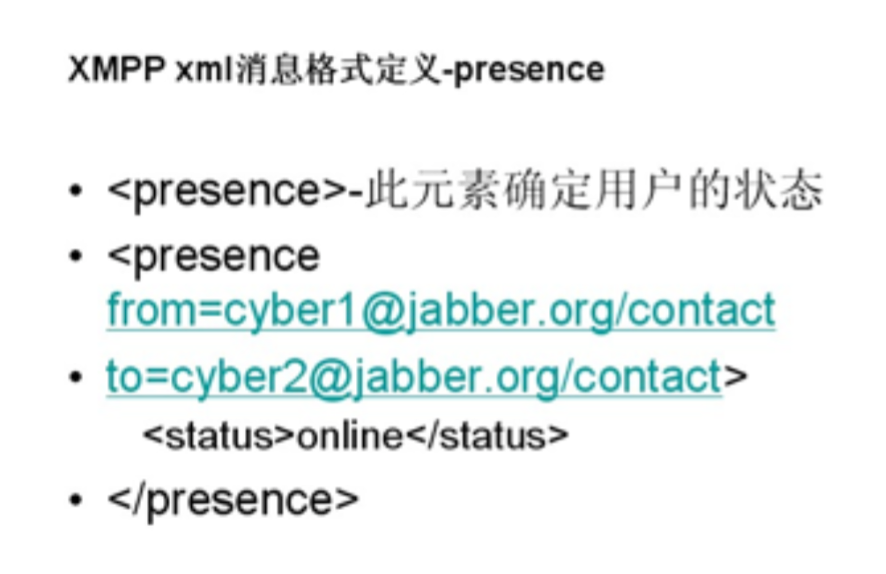 XMPP xml消息格式定义-presence
• <presence>-此元素确定用户的状态
• <presence
from=cyber1@jabber.org/contact
• to=cyber2@jabber.org/contact>
<status>online</status>
• </presence>